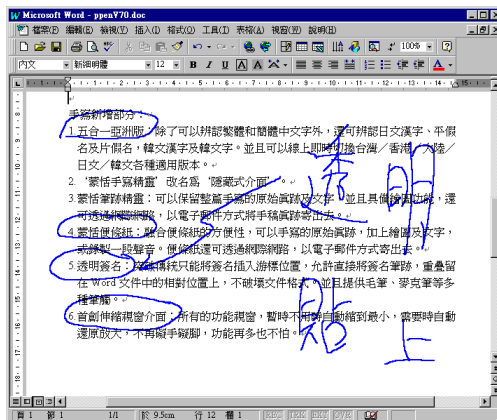 Microsoft Word - ppenV70.doc
檔案(F) 編輯(E) 檢視(V) 插入(I) 格式(O) 工具(T) 表格(A) 視窗(W) 說明(H)
100%
內文 新細明體 12 B I U A A A
手寫新增部分：
1.五合一亞洲版：除了可以辨認繁體和簡體中文字外，還可辨認日文漢字、平假
名及片假名，韓文漢字及韓文字。並且可以線上即時切換台灣／香港／大陸／
日文／韓文各種適用版本。
2.‘蒙恬手寫精靈’改名爲‘隱藏式介面’。
3.蒙恬筆跡精靈：可以保留整篇手寫的原始真跡及文字，並且具備繪圖功能，還
可透過網際網路，以電子郵件方式將手稿真跡寄出去。
4.蒙恬便條紙：融合便條紙的方便性，可以手寫的原始真跡，加上繪圖及文字，
或錄製一段聲音。便條紙還可透過網際網路，以電子郵件方式寄出去。
5.透明簽名：突破傳統只能將簽名插入游標位置，允許直接將簽名筆跡，重疊留
在 Word 文件中的相對位置上，不破壞文件格式。並且提供毛筆、麥克筆等多
種筆觸。
6.首創伸縮視窗介面：所有的功能視窗，暫時不用時自動縮到最小，需要時自動
還原放大，不再礙手礙腳，功能再多也不怕。
透明
貼上
頁 1 節 1 1/1 於 9.5cm 行 12 欄 1 REC TRK EXT OVR